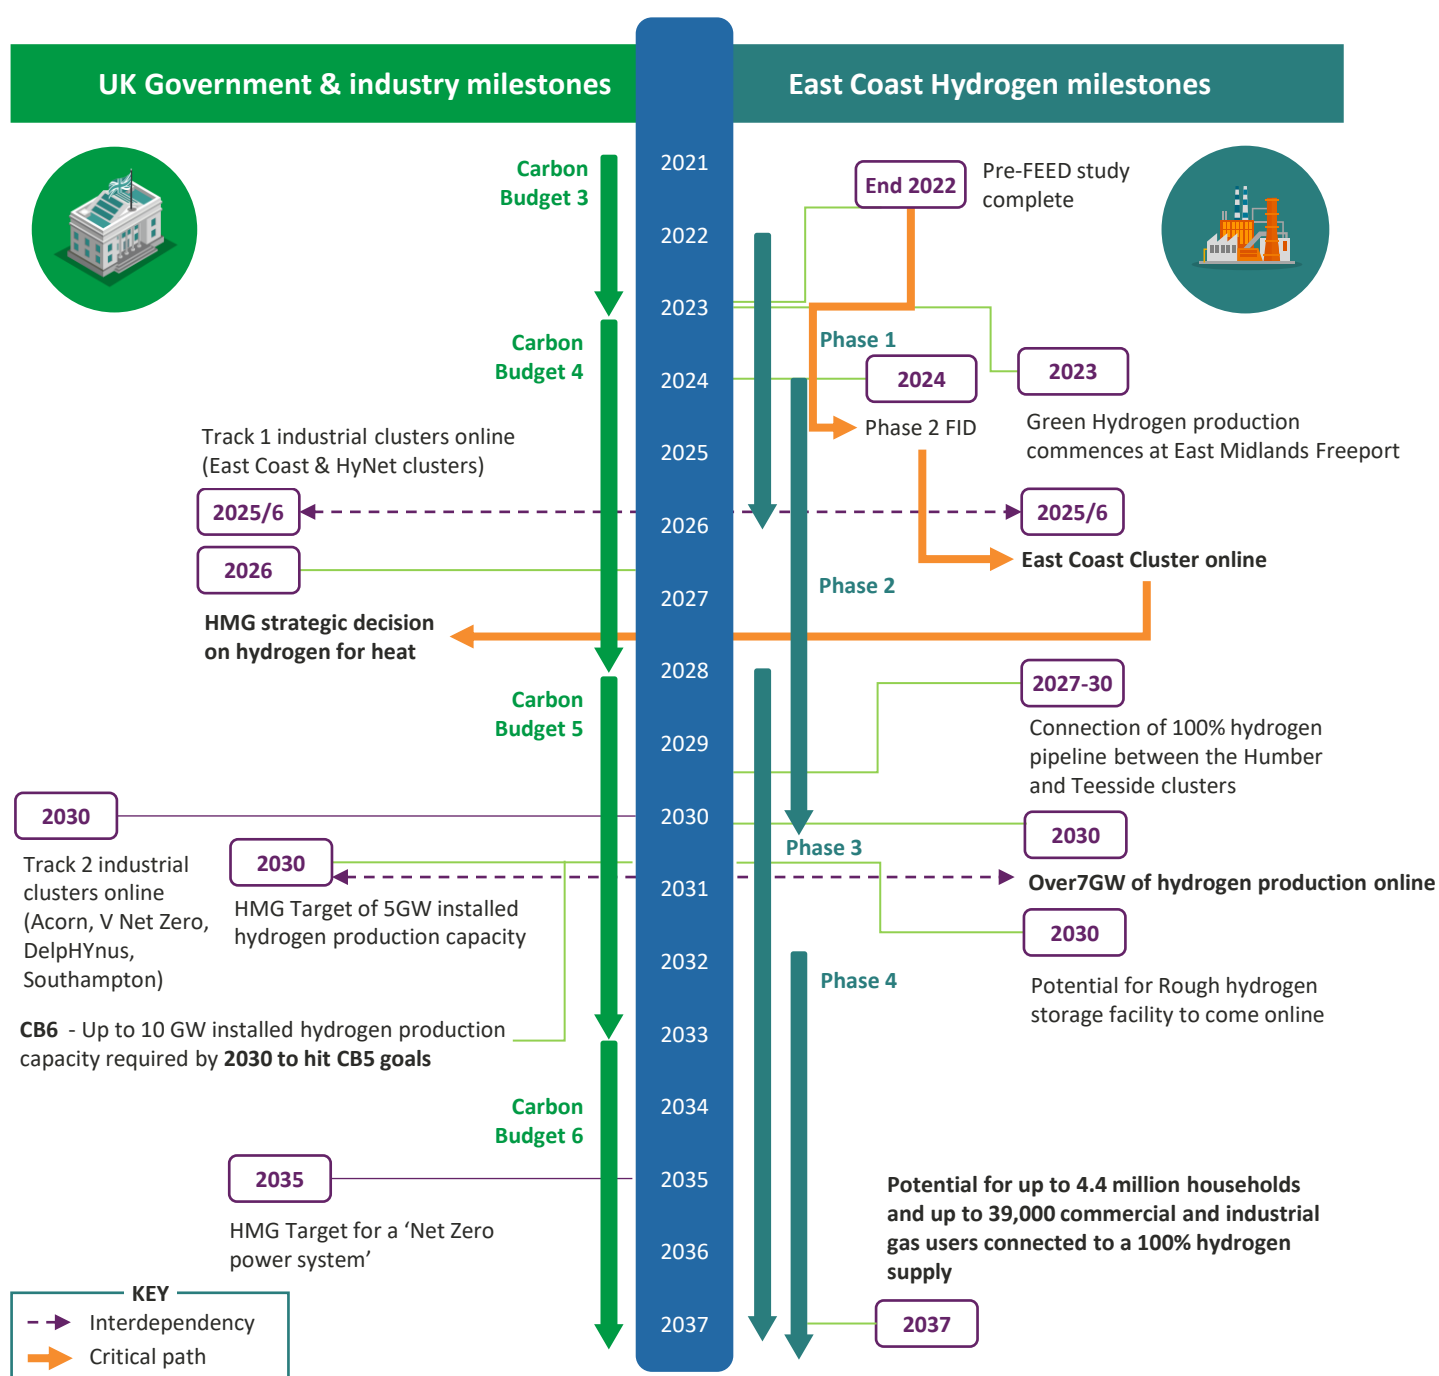 UK Government & industry milestones
East Coast Hydrogen milestones
2021
2022
2023
2024
2025
2026
2027
2028
2029
2030
2031
2032
2033
2034
2035
2036
2037
Carbon
Budget 3
Carbon
Budget 4
Track 1 industrial clusters online
(East Coast & HyNet clusters)
2025/6
2026
HMG strategic decision
on hydrogen for heat
Carbon
Budget 5
2030
Track 2 industrial
clusters online
(Acorn, V Net Zero,
DelpHYnus,
Southampton)
2030
HMG Target of 5GW installed
hydrogen production capacity
CB6 - Up to 10 GW installed hydrogen production
capacity required by 2030 to hit CB5 goals
Carbon
Budget 6
2035
HMG Target for a ‘Net Zero
power system’
KEY
Interdependency
Critical path
End 2022
Pre-FEED study
complete
Phase 1
2024
Phase 2 FID
2023
Green Hydrogen production
commences at East Midlands Freeport
2025/6
East Coast Cluster online
Phase 2
2027-30
Connection of 100% hydrogen
pipeline between the Humber
and Teesside clusters
2030
Phase 3
Over7GW of hydrogen production online
2030
Potential for Rough hydrogen
storage facility to come online
Phase 4
Potential for up to 4.4 million households
and up to 39,000 commercial and industrial
gas users connected to a 100% hydrogen
supply
2037